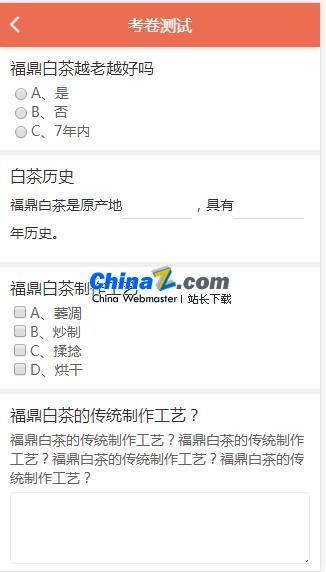 考卷测试
福鼎白茶越老越好吗
A、是
B、否
C、7年内
白茶历史
福鼎白茶是原产地 ，具有
年历史。
福鼎白茶制作工艺
ChinaZ.com
China Webmaster | 站长下载
A、萎凋
B、炒制
C、揉捻
D、烘干
福鼎白茶的传统制作工艺？
福鼎白茶的传统制作工艺？福鼎白茶的传统制作工
艺？福鼎白茶的传统制作工艺？福鼎白茶的传
统制作工艺？